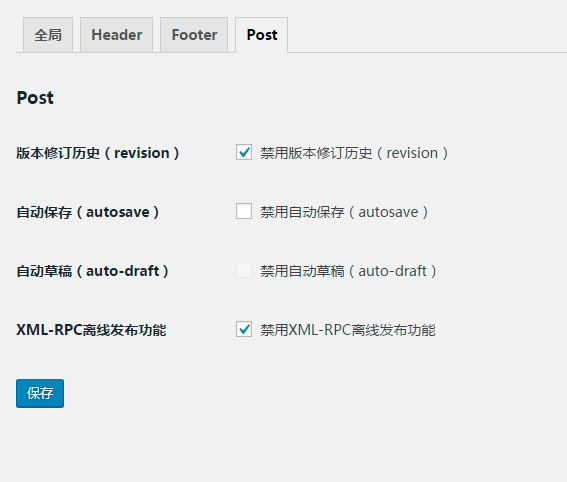 全局 Header Footer Post
Post
版本修订历史（revision） 禁用版本修订历史（revision）
自动保存（autosave） 禁用自动保存（autosave）
自动草稿（auto-draft） 禁用自动草稿（auto-draft）
XML-RPC离线发布功能 禁用XML-RPC离线发布功能
保存